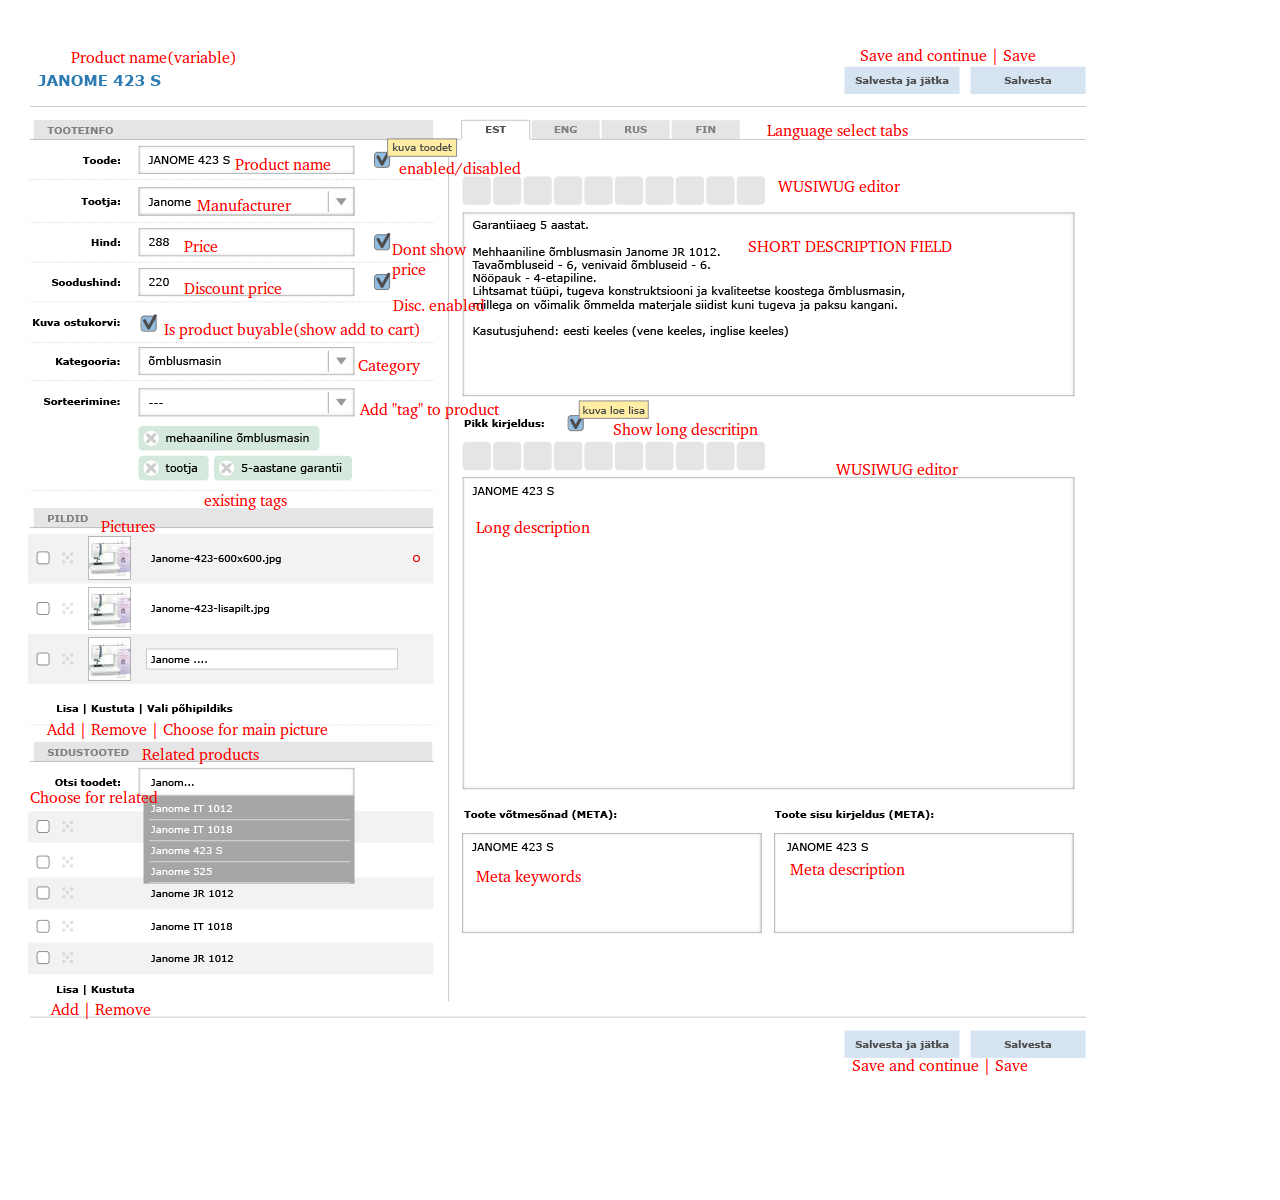 Product name(variable)
Save and continue | Save
JANOME 423 S
Salvesta ja jätka
Salvesta
TOOTEINFO
EST
ENG
RUS
FIN
Language select tabs
Toode:
JANOME 423 S
Product name
kuva toodet
enabled/disabled
Tootja:
Janome
Manufacturer
Hind:
288
Price
Dont show
price
Soodushind:
220
Discount price
Disc. enabled
Kuva ostukorvi:
Is product buyable(show add to cart)
Kategooria:
õmblusmasin
Category
Sorteerimine:
---
Add "tag" to product
mehaaniline õmblusmasin
tootja
5-aastane garantii
existing tags
PILDID
Pictures
Janome-423-600x600.jpg
O
Janome-423-lisapilt.jpg
Janome ....
Lisa | Kustuta | Vali põhipildiks
Add | Remove | Choose for main picture
SIDUSTOOTED
Related products
Otsi toodet:
Janom...
Choose for related
Janome IT 1012
Janome IT 1018
Janome 423 S
Janome 525
Janome JR 1012
Janome IT 1018
Janome JR 1012
Lisa | Kustuta
Add | Remove
WUSIWUG editor
Garantiiaeg 5 aastat.
SHORT DESCRIPTION FIELD
Mehhaaniline õmblusmasin Janome JR 1012.
Tavaõmbluseid - 6, venivaid õmbluseid - 6.
Nööpauk - 4-etapiline.
Lihtsamat tüüpi, tugeva konstruktsiooni ja kvaliteetse koostega õmblusmasin,
millega on võimalik õmmelda materjale siidist kuni tugeva ja paksu kangani.
Kasutusjuhend: eesti keeles (vene keeles, inglise keeles)
Pikk kirjeldus:
kuva loe lisa
Show long descritipn
WUSIWUG editor
JANOME 423 S
Long description
Toote võtmesõnad (META):
Toote sisu kirjeldus (META):
JANOME 423 S
Meta keywords
JANOME 423 S
Meta description
Salvesta ja jätka
Salvesta
Save and continue | Save